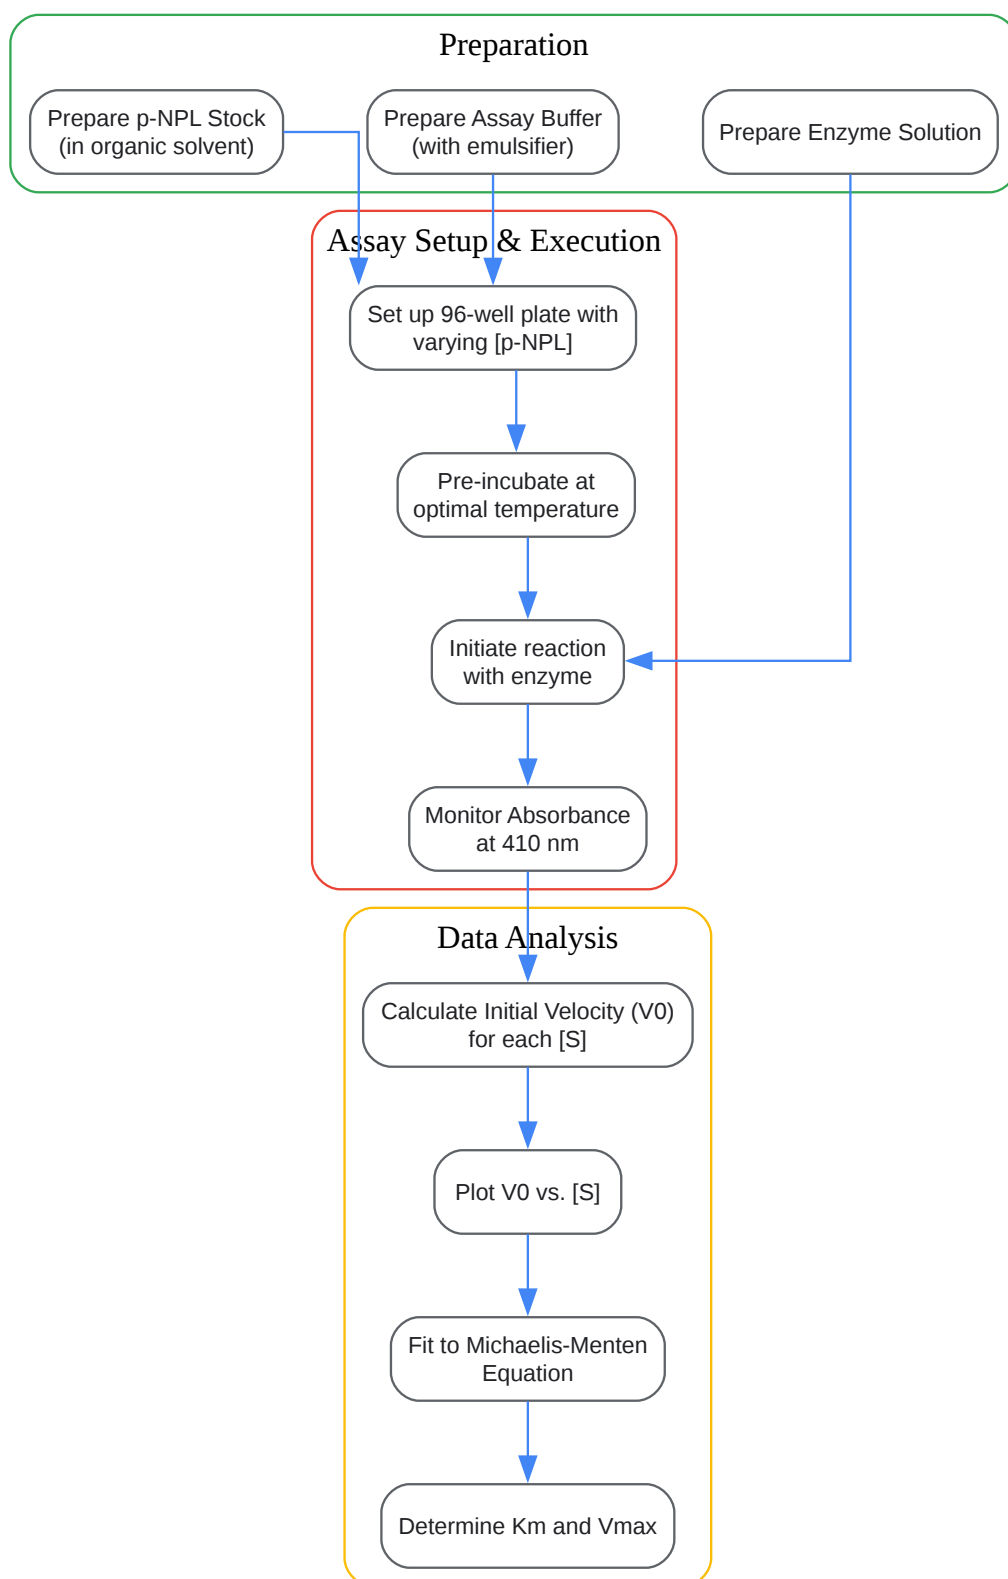 Preparation
Prepare p-NPL Stock
(in organic solvent)
Prepare Assay Buffer
(with emulsifier)
Prepare Enzyme Solution
Assay Setup & Execution
Set up 96-well plate with
varying [p-NPL]
Pre-incubate at
optimal temperature
Initiate reaction
with enzyme
Monitor Absorbance
at 410 nm
Data Analysis
Calculate Initial Velocity (V0)
for each [S]
Plot V0 vs. [S]
Fit to Michaelis-Menten
Equation
Determine Km and Vmax